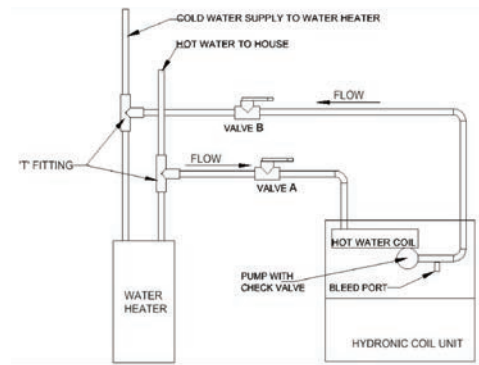 COLD WATER SUPPLY TO WATER HEATER
HOT WATER TO HOUSE
FLOW
VALVE B
'T' FITTING
FLOW
VALVE A
HOT WATER COIL
PUMP WITH
CHECK VALVE
BLEED PORT
WATER
HEATER
HYDRONIC COIL UNIT